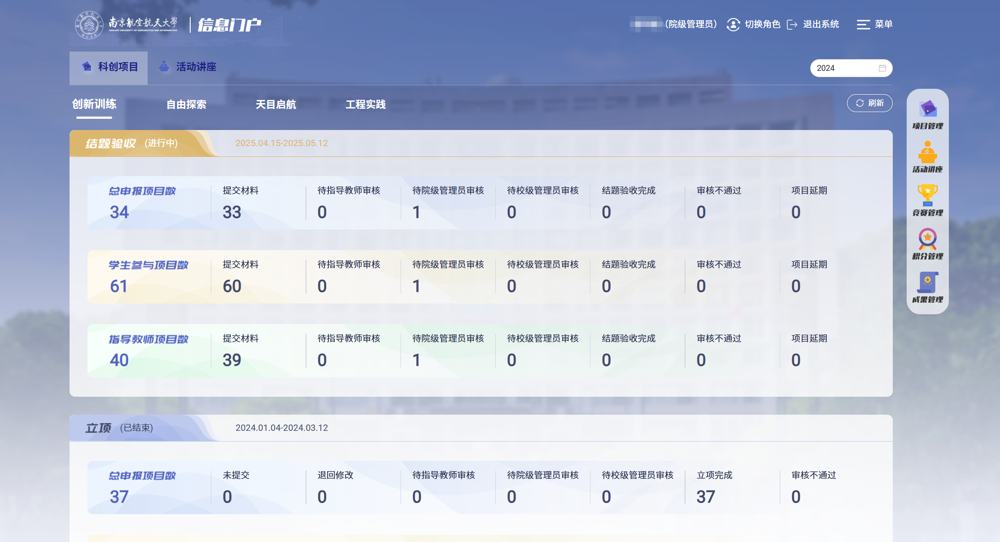 南京航空航天大學
NANJING UNIVERSITY OF AERONAUTICS AND ASTRONAUTICS
NUAA
1952
信息门户
(院级管理员)
切换角色
退出系统
菜单
科创项目
活动讲座
2024
创新训练
自由探索
天目启航
工程实践
刷新
结题验收 (进行中) 2025.04.15-2025.05.12
总申报项目数 提交材料 待指导教师审核 待院级管理员审核 待校级管理员审核 结题验收完成 审核不通过 项目延期
34 33 0 1 0 0 0 0
学生参与项目数 提交材料 待指导教师审核 待院级管理员审核 待校级管理员审核 结题验收完成 审核不通过 项目延期
61 60 0 1 0 0 0 0
指导教师项目数 提交材料 待指导教师审核 待院级管理员审核 待校级管理员审核 结题验收完成 审核不通过 项目延期
40 39 0 1 0 0 0 0
立项 (已结束) 2024.01.04-2024.03.12
总申报项目数 未提交 退回修改 待指导教师审核 待院级管理员审核 待校级管理员审核 立项完成 审核不通过
37 0 0 0 0 0 37 0
项目管理
活动讲座
竞赛管理
积分管理
成果管理